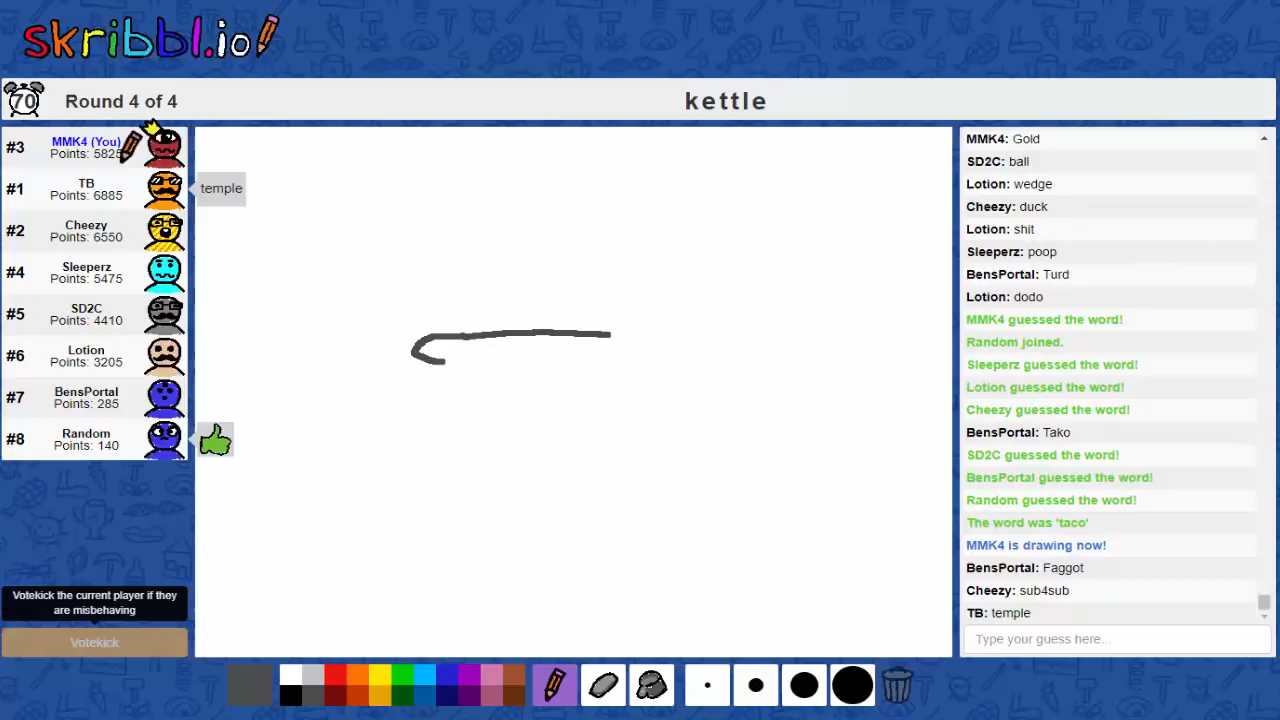 skribbl.io
70
Round 4 of 4
kettle
#3
MMK4 (You)
Points: 5825
#1
TB
Points: 6885
temple
#2
Cheezy
Points: 6550
#4
Sleeperz
Points: 5475
#5
SD2C
Points: 4410
#6
Lotion
Points: 3205
#7
BensPortal
Points: 285
#8
Random
Points: 140
Votekick the current player if they
are misbehaving
Votekick
MMK4: Gold
SD2C: ball
Lotion: wedge
Cheezy: duck
Lotion: shit
Sleeperz: poop
BensPortal: Turd
Lotion: dodo
MMK4 guessed the word!
Random joined.
Sleeperz guessed the word!
Lotion guessed the word!
Cheezy guessed the word!
BensPortal: Tako
SD2C guessed the word!
BensPortal guessed the word!
Random guessed the word!
The word was 'taco'
MMK4 is drawing now!
BensPortal: Faggot
Cheezy: sub4sub
TB: temple
Type your guess here...